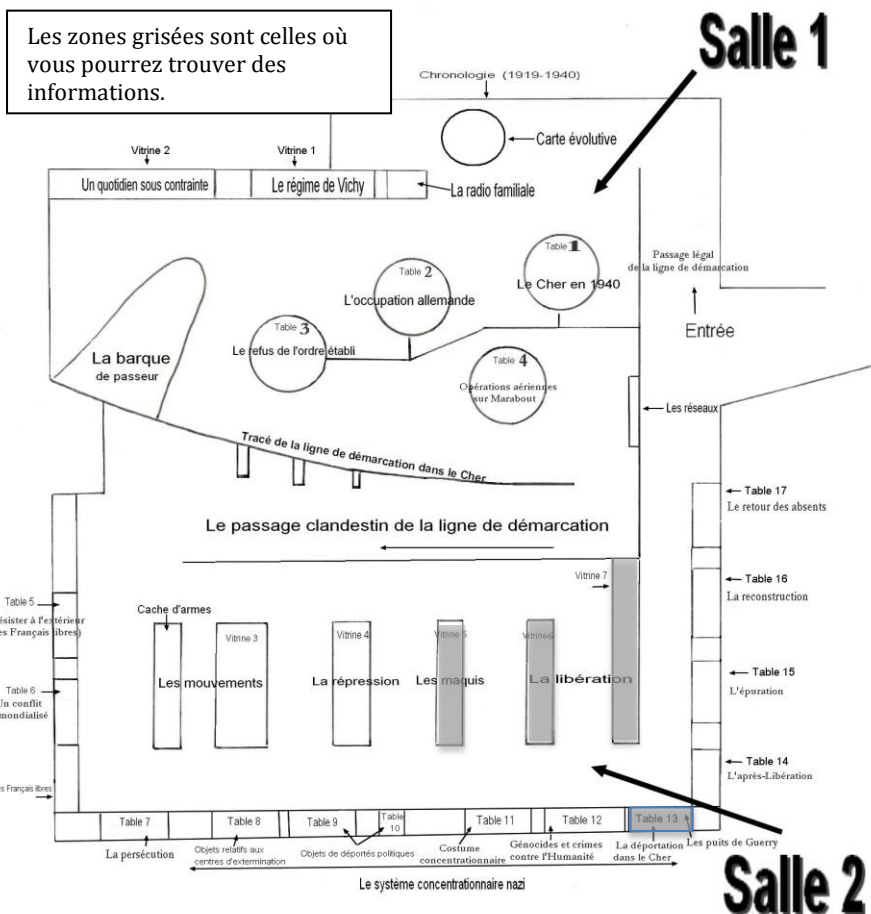 Les zones grisées sont celles où
vous pourrez trouver des
informations.
Salle 1
Chronologie (1919-1940)
Carte évolutive
Vitrine 2
Vitrine 1
Un quotidien sous contrainte
Le régime de Vichy
La radio familiale
Table 1
Le Cher en 1940
Passage légal
de la ligne de démarcation
Table 2
L'occupation allemande
Table 3
Le refus de l'ordre établi
Entrée
La barque
de passeur
Table 4
Opérations aériennes
sur Marabout
Les réseaux
Tracé de la ligne de démarcation dans le Cher
Table 17
Le retour des absents
Le passage clandestin de la ligne de démarcation
Vitrine 7
Table 16
La reconstruction
Table 5
ésister à l'extérieur
es Français libres)
Cache d'armes
Vitrine 3
Vitrine 4
Vitrine 5
Vitrine 6
Les mouvements
La répression
Les maquis
La libération
Table 6
Un conflit
mondialisé
Table 15
L'épuration
Table 14
L'après-Libération
es Français libres
Table 7
Table 8
Table 9
Table
10
Table 11
Table 12
Table 13
La persécution
Objets relatifs aux
centres d'extermination
Objets de déportés politiques
Costume
concentrationnaire
Génocides et crimes
contre l'Humanité
La déportation
dans le Cher
Les puits de Guerry
Le système concentrationnaire nazi
Salle 2